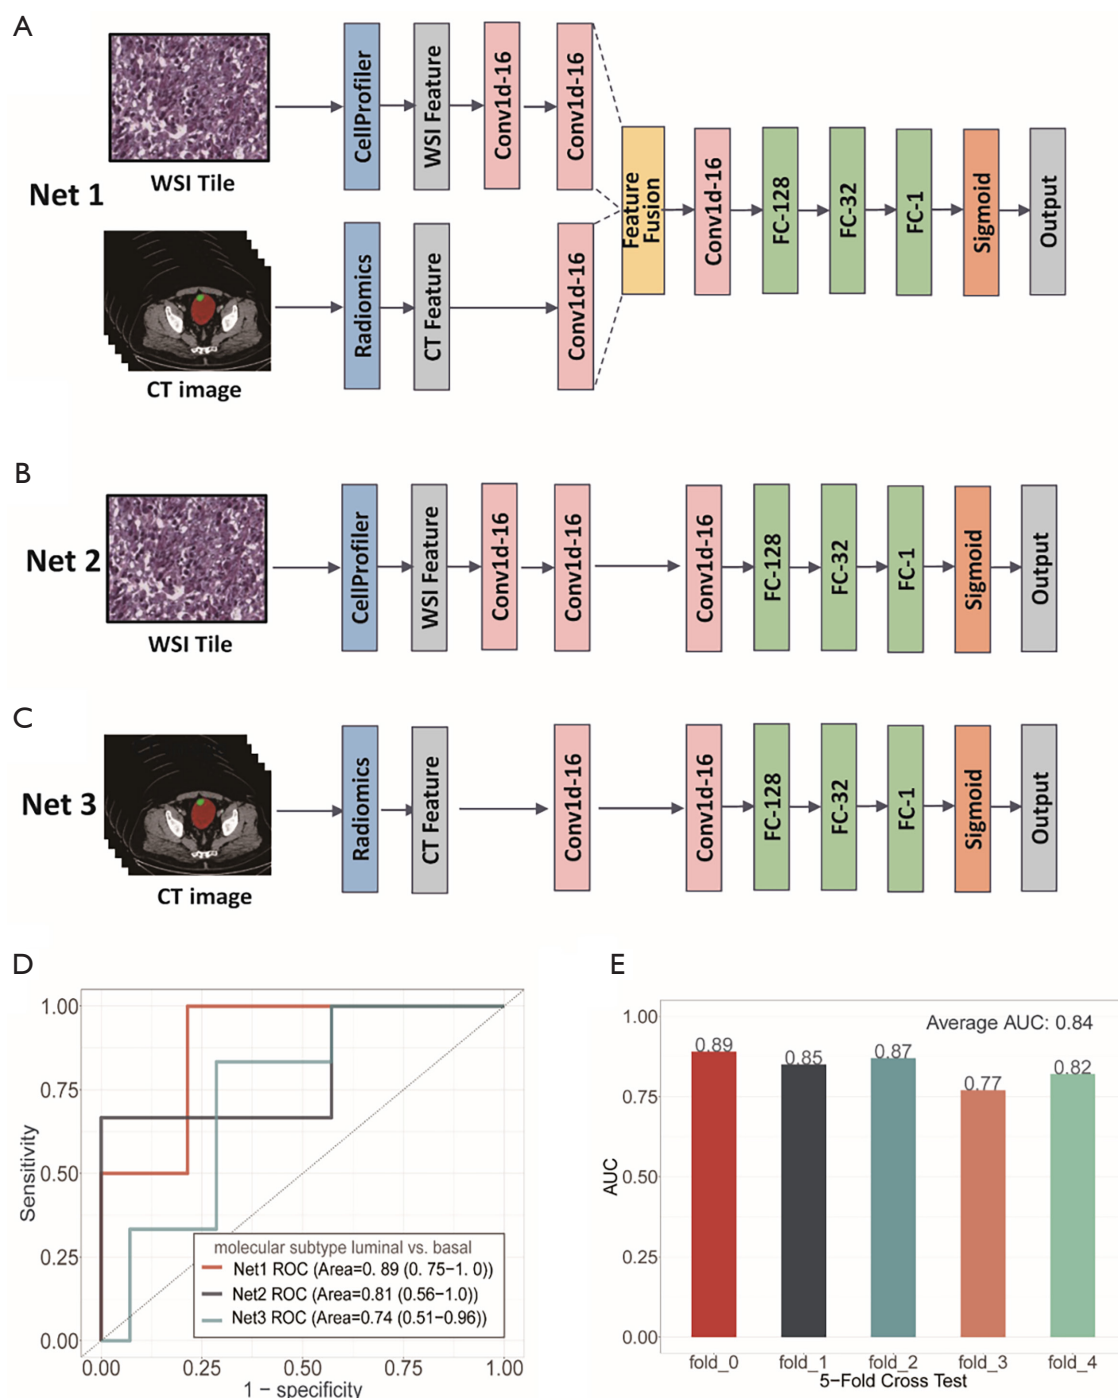 A
Net 1
WSI Tile
CellProfiler
WSI Feature
Conv1d-16
Conv1d-16
CT image
Radiomics
CT Feature
Conv1d-16
Feature
Fusion
Conv1d-16
FC-128
FC-32
FC-1
Sigmoid
Output
B
Net 2
WSI Tile
CellProfiler
WSI Feature
Conv1d-16
Conv1d-16
Conv1d-16
FC-128
FC-32
FC-1
Sigmoid
Output
C
Net 3
CT image
Radiomics
CT Feature
Conv1d-16
Conv1d-16
FC-128
FC-32
FC-1
Sigmoid
Output
D
Sensitivity
1.00
0.75
0.50
0.25
0.00
molecular subtype luminal vs. basal
Net1 ROC (Area=0. 89 (0. 75−1. 0))
Net2 ROC (Area=0.81 (0.56−1.0))
Net3 ROC (Area=0.74 (0.51−0.96))
0.00 0.25 0.50 0.75 1.00
1 − specificity
E
AUC
1.00
0.75
0.50
0.25
0.00
Average AUC: 0.84
0.89 0.85 0.87 0.77 0.82
fold_0 fold_1 fold_2 fold_3 fold_4
5−Fold Cross Test